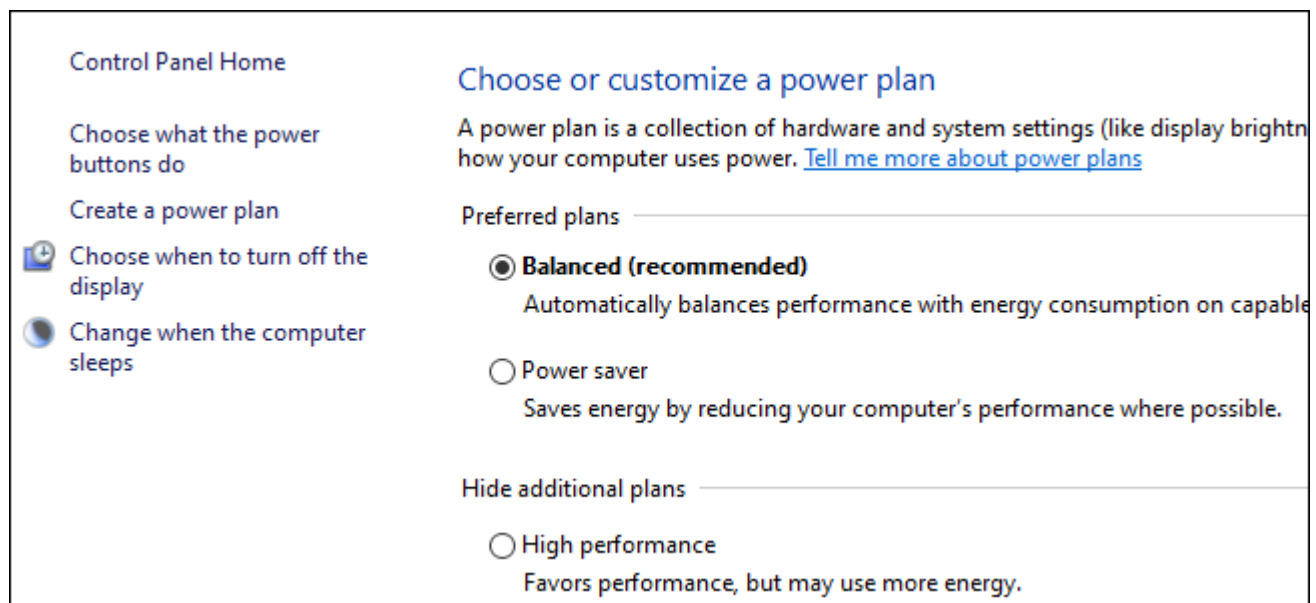 Control Panel Home
Choose what the power
buttons do
Create a power plan
Choose when to turn off the
display
Change when the computer
sleeps
Choose or customize a power plan
A power plan is a collection of hardware and system settings (like display brightn
how your computer uses power. Tell me more about power plans
Preferred plans
Balanced (recommended)
Automatically balances performance with energy consumption on capable
Power saver
Saves energy by reducing your computer's performance where possible.
Hide additional plans
High performance
Favors performance, but may use more energy.